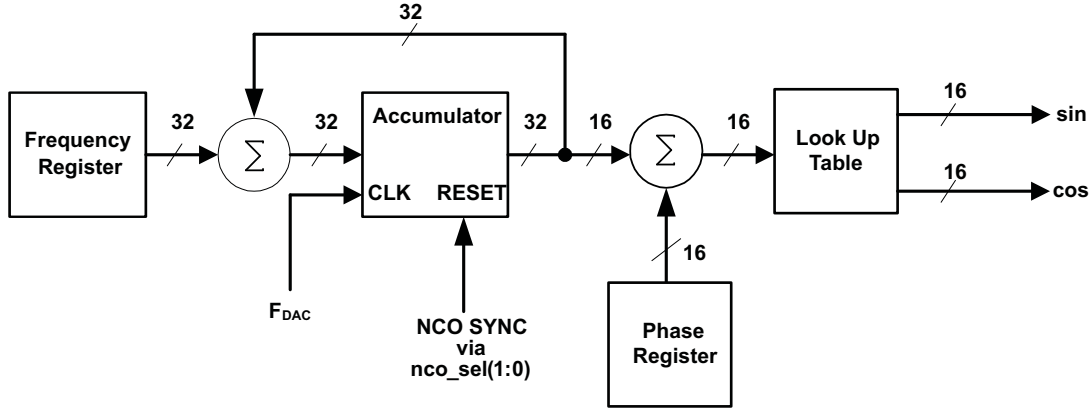 32
Frequency
Register
32
Σ
32
Accumulator
CLK RESET
32
16
Σ
16
Look Up
Table
16
sin
16
cos
F_DAC
NCO SYNC
via
nco_sel(1:0)
16
Phase
Register